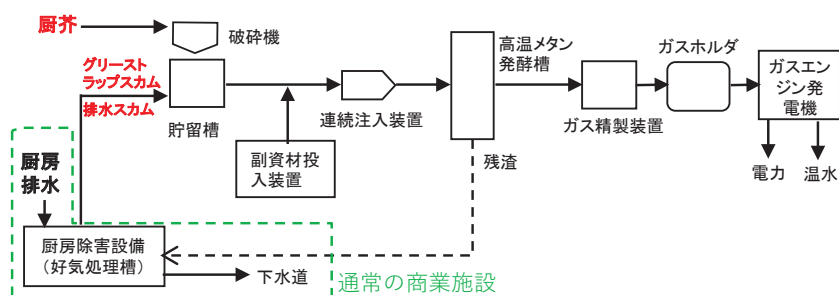 厨芥
破砕機
グリースト
ラップスカム
排水スカム
貯留槽
副資材投
入装置
連続注入装置
高温メタン
発酵槽
残渣
ガス精製装置
ガスホルダ
ガスエン
ジン発
電機
電力
温水
厨房
排水
厨房除害設備
（好気処理槽）
下水道
通常の商業施設